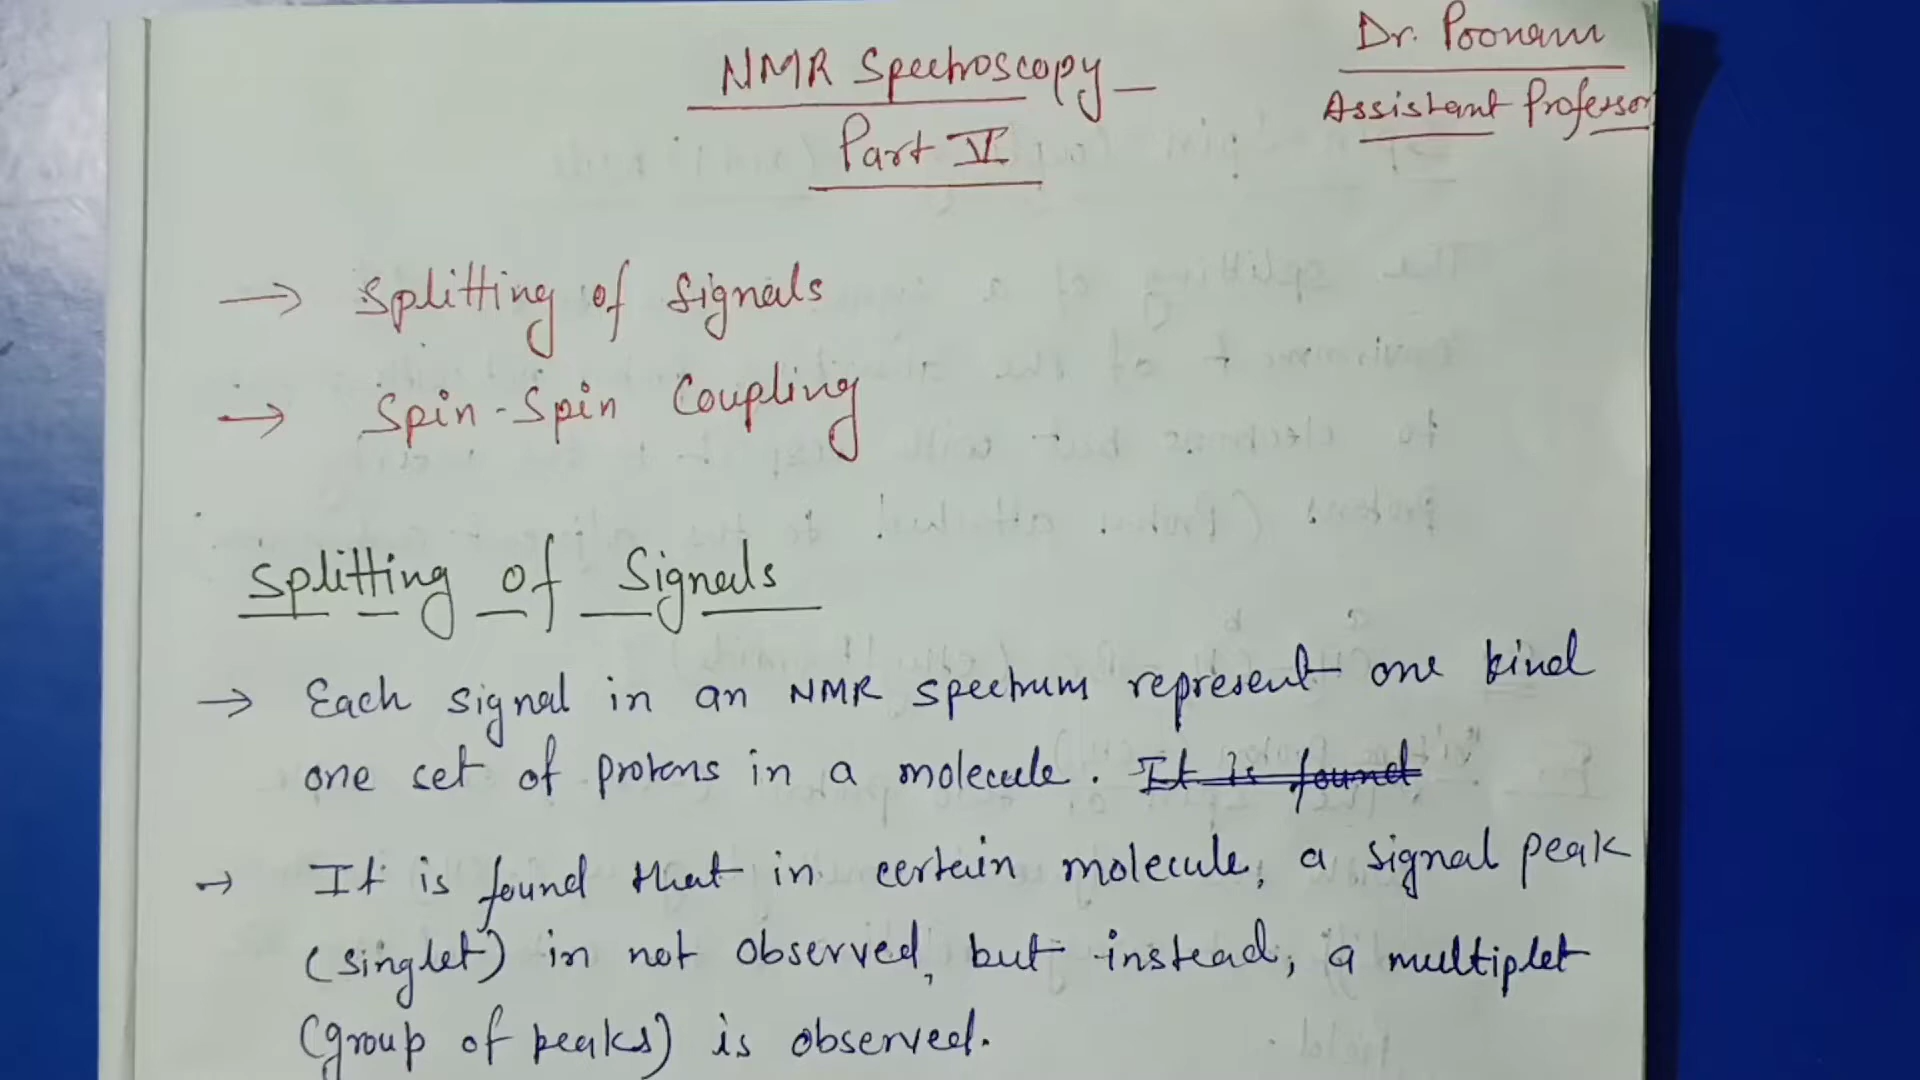 NMR Spectroscopy -
Part V
Dr. Poonam
Assistant Professor
→ Splitting of Signals
→ Spin-Spin Coupling
Splitting of Signals
→ Each signal in an NMR spectrum represent one kind
one set of protons in a molecule. It is found
→ It is found that in certain molecule, a signal peak
(singlet) in not observed, but instead, a multiplet
(group of peaks) is observed.